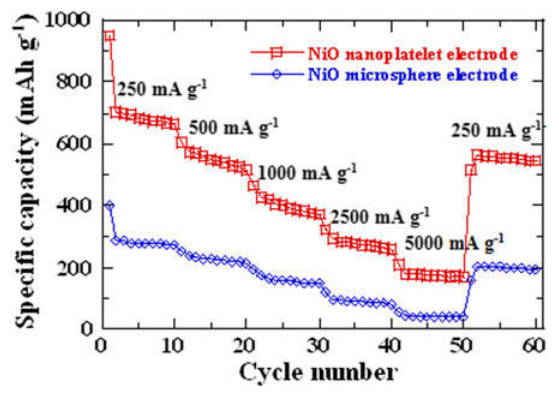 1000
800
600
400
200
0
Specific capacity (mAh g⁻¹)
NiO nanoplatelet electrode
NiO microsphere electrode
250 mA g⁻¹
500 mA g⁻¹
250 mA g⁻¹
1000 mA g⁻¹
2500 mA g⁻¹
5000 mA g⁻¹
0 10 20 30 40 50 60
Cycle number